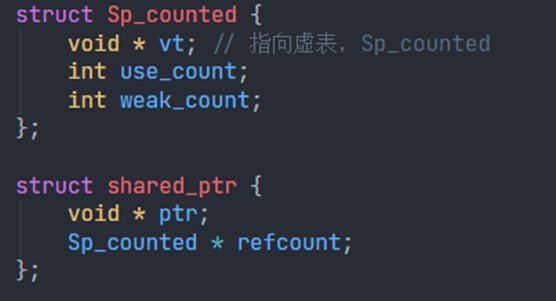 struct Sp_counted {
    void * vt; // 指向虚表，Sp_counted
    int use_count;
    int weak_count;
};

struct shared_ptr {
    void * ptr;
    Sp_counted * refcount;
};